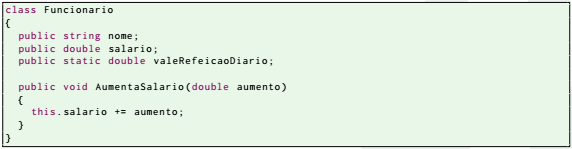 class Funcionario
{
  public string nome;
  public double salario;
  public static double valeRefeicaoDiario;

  public void AumentaSalario(double aumento)
  {
    this.salario += aumento;
  }
}